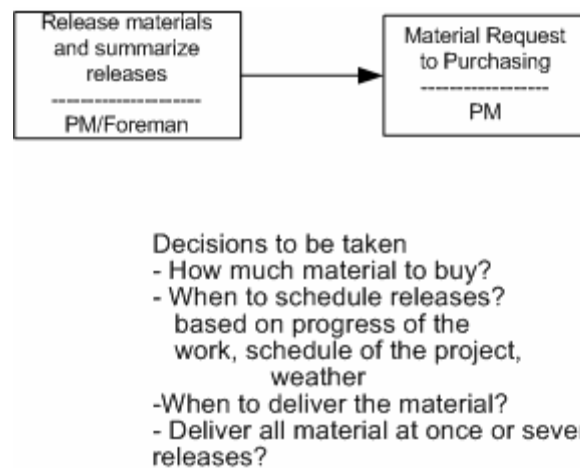 Release materials
and summarize
releases
----------------------
PM/Foreman
Material Request
to Purchasing
-------------------
PM
Decisions to be taken
- How much material to buy?
- When to schedule releases?
based on progress of the
work, schedule of the project,
weather
-When to deliver the material?
- Deliver all material at once or
releases?